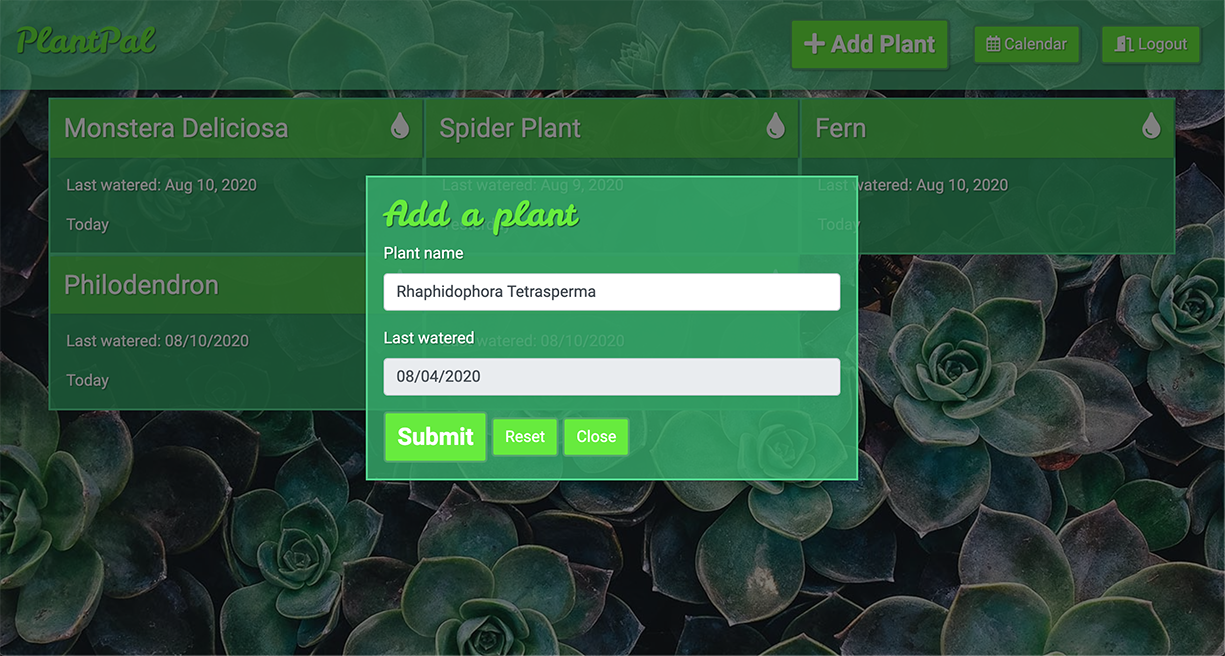 PlantPal
Add Plant
Calendar
Logout
Monstera Deliciosa
Spider Plant
Fern
Last watered: Aug 10, 2020
Last watered: Aug 9, 2020
Last watered: Aug 10, 2020
Today
Today
Add a plant
Plant name
Rhaphidophora Tetrasperma
Last watered
08/04/2020
Submit
Reset
Close
Philodendron
Last watered: 08/10/2020
Last watered: 08/10/2020
Today